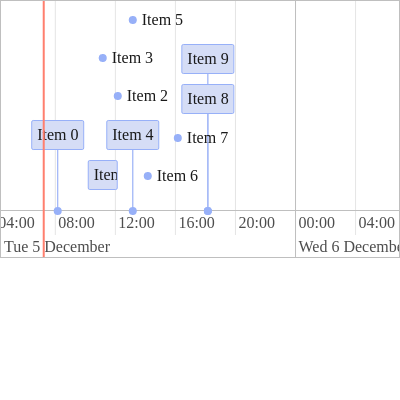 Item 5
Item 3
Item 9
Item 2
Item 8
Item 0
Item 4
Item 7
Iten
Item 6
04:00 08:00 12:00 16:00 20:00 00:00 04:00
Tue 5 December Wed 6 Decembe